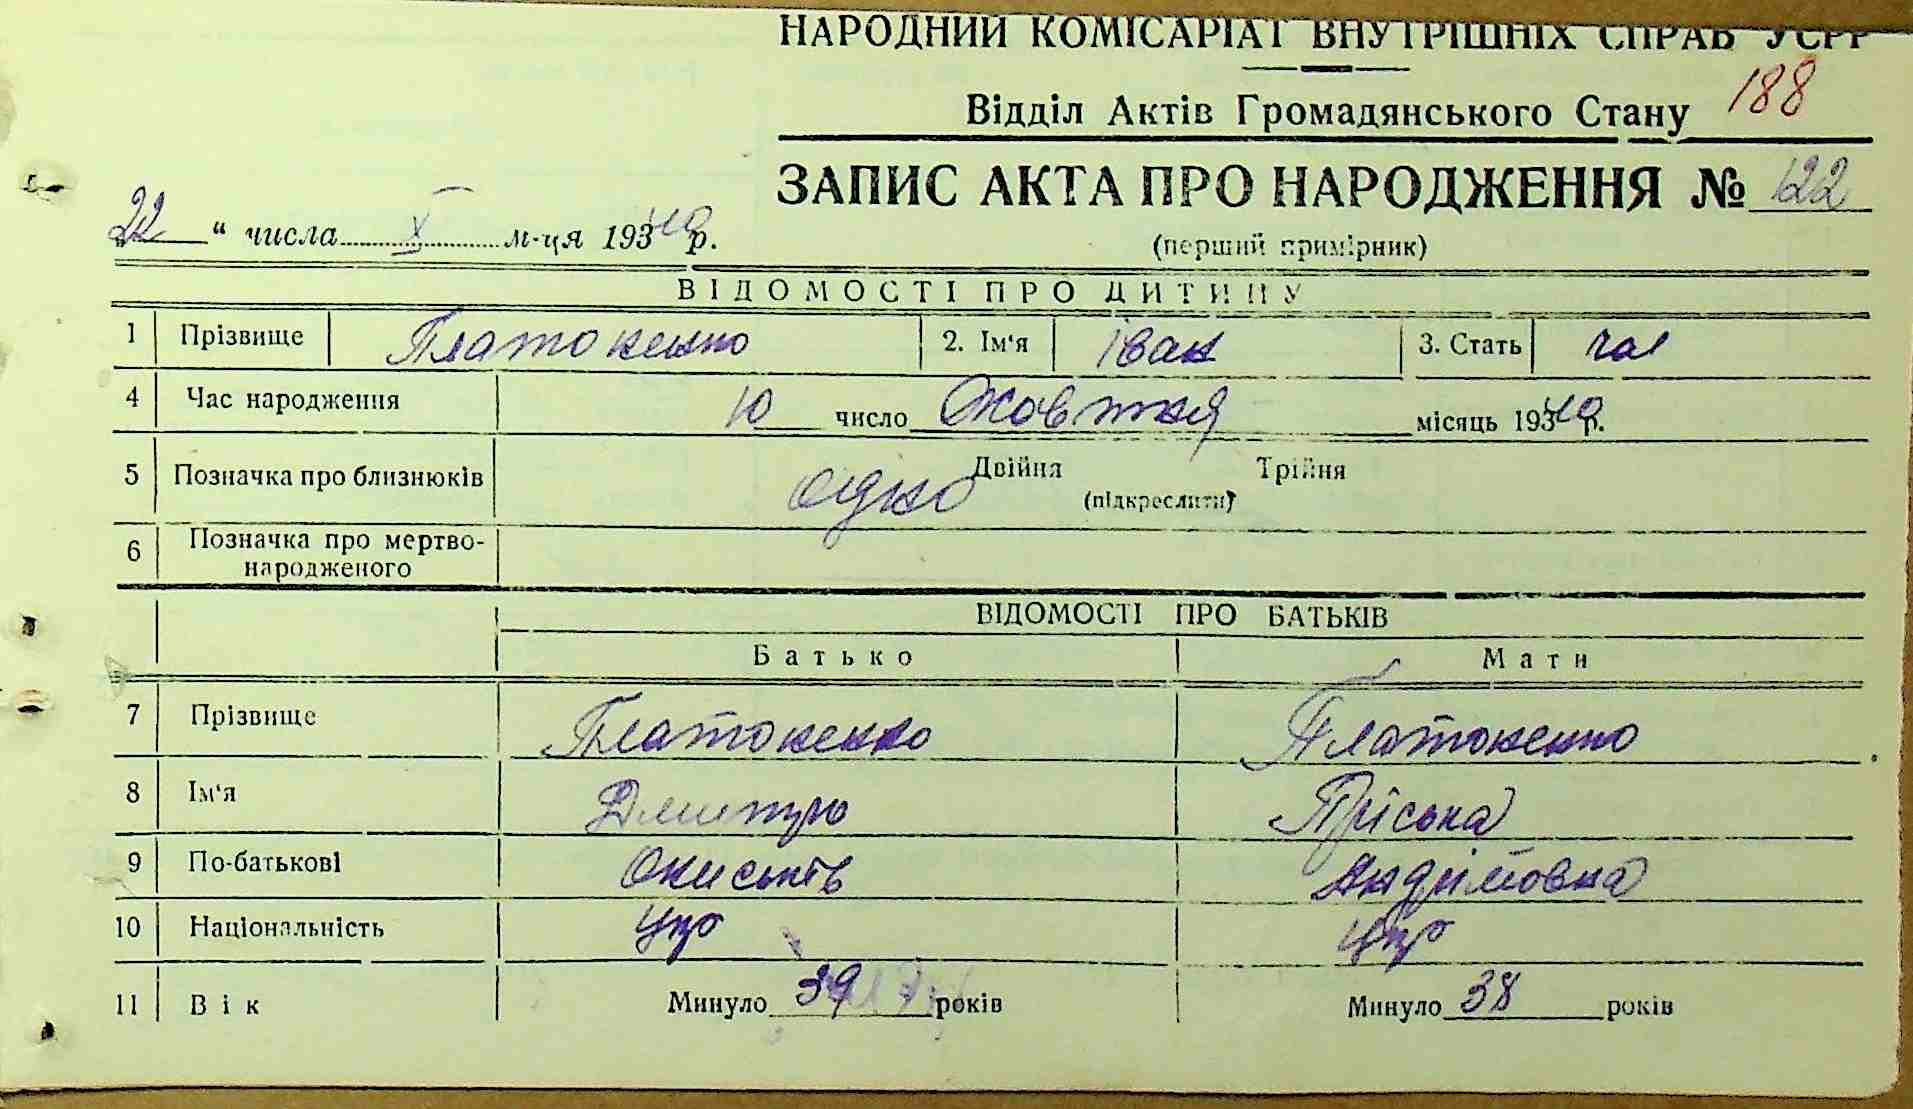 НАРОДНИЙ КОМІСАРІАТ ВНУТРІШНІХ СПРАВ УСРР
188
Відділ Актів Громадянського Стану
ЗАПИС АКТА ПРО НАРОДЖЕННЯ № 122
22 " числа X м-ця 1940 р.
(перший примірник)
ВІДОМОСТІ ПРО ДИТИНУ
1 Прізвище Платоненко 2. Ім'я Іван 3. Стать чол
4 Час народження 10 число Жовтня місяць 1940 р.
5 Позначка про близнюків одно Двійня Трійня
(підкреслити)
6 Позначка про мертво-
народженого
ВІДОМОСТІ ПРО БАТЬКІВ
Батько Мати
7 Прізвище Платоненко Платоненко
8 Ім'я Дмитро Пріська
9 По-батькові
10 Національність Укр Укр
11 Вік Минуло 39 років Минуло 38 років